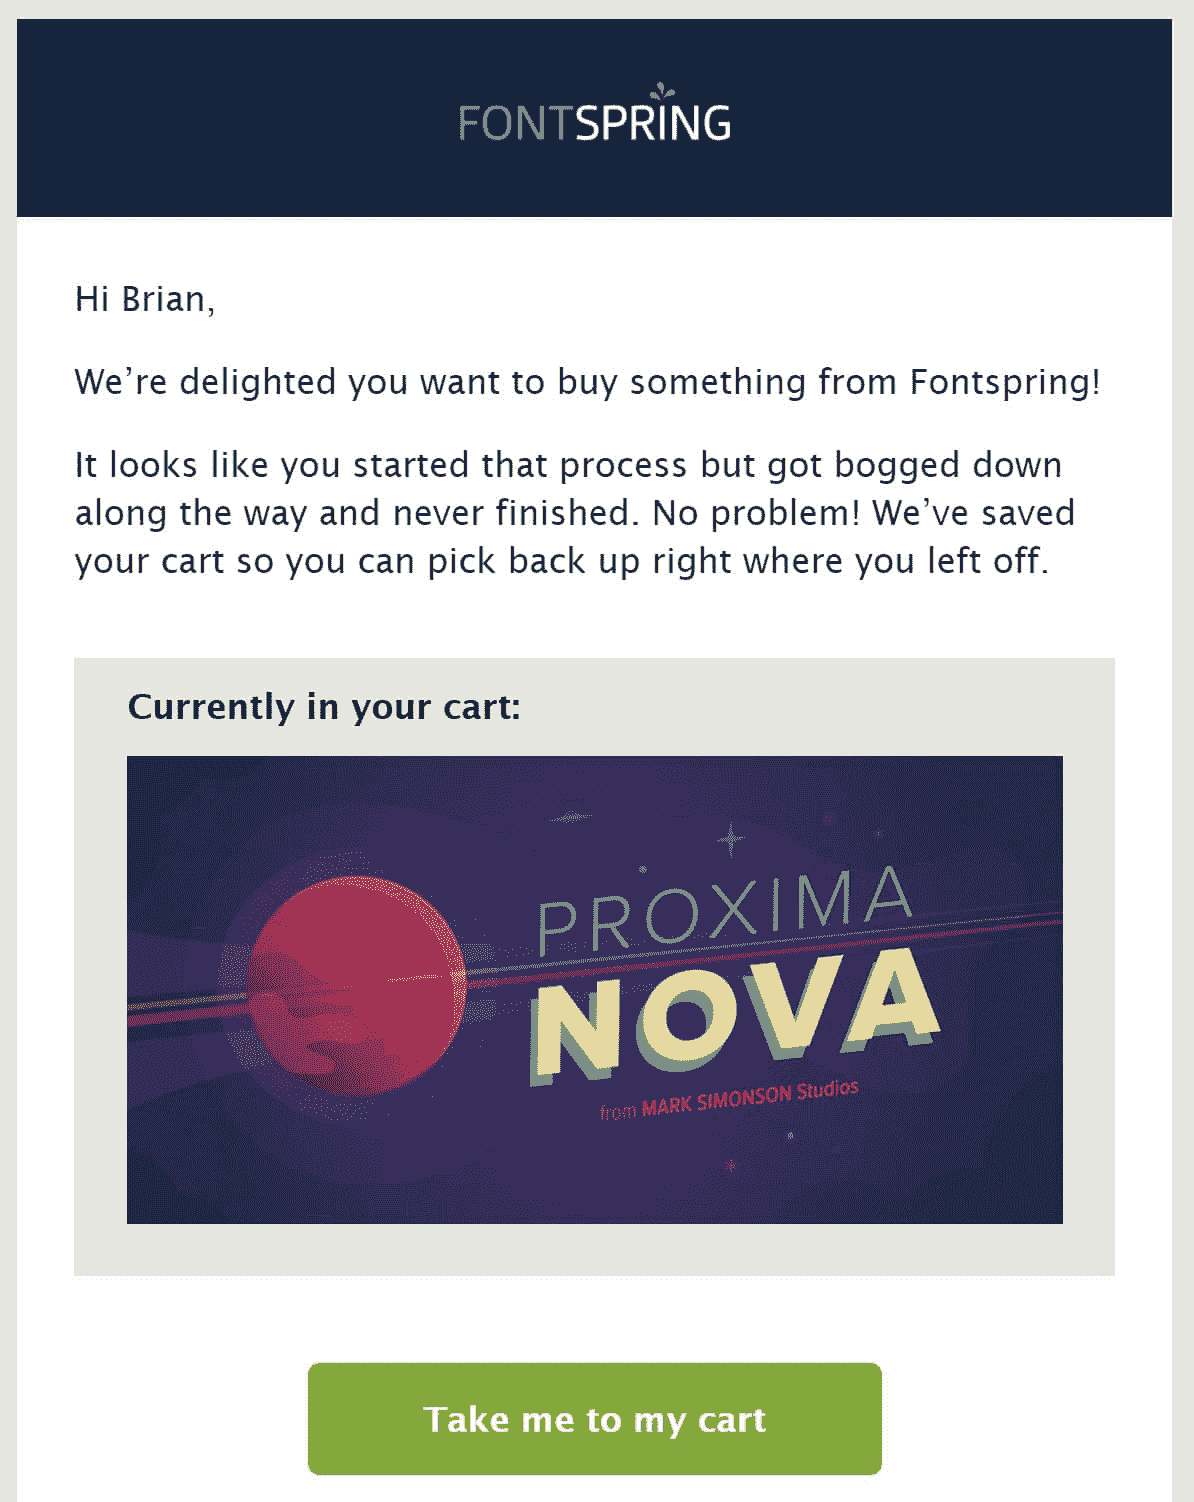 FONTSPRING
Hi Brian,
We’re delighted you want to buy something from Fontspring!
It looks like you started that process but got bogged down
along the way and never finished. No problem! We’ve saved
your cart so you can pick back up right where you left off.
Currently in your cart:
PROXIMA
NOVA
from MARK SIMONSON Studios
Take me to my cart